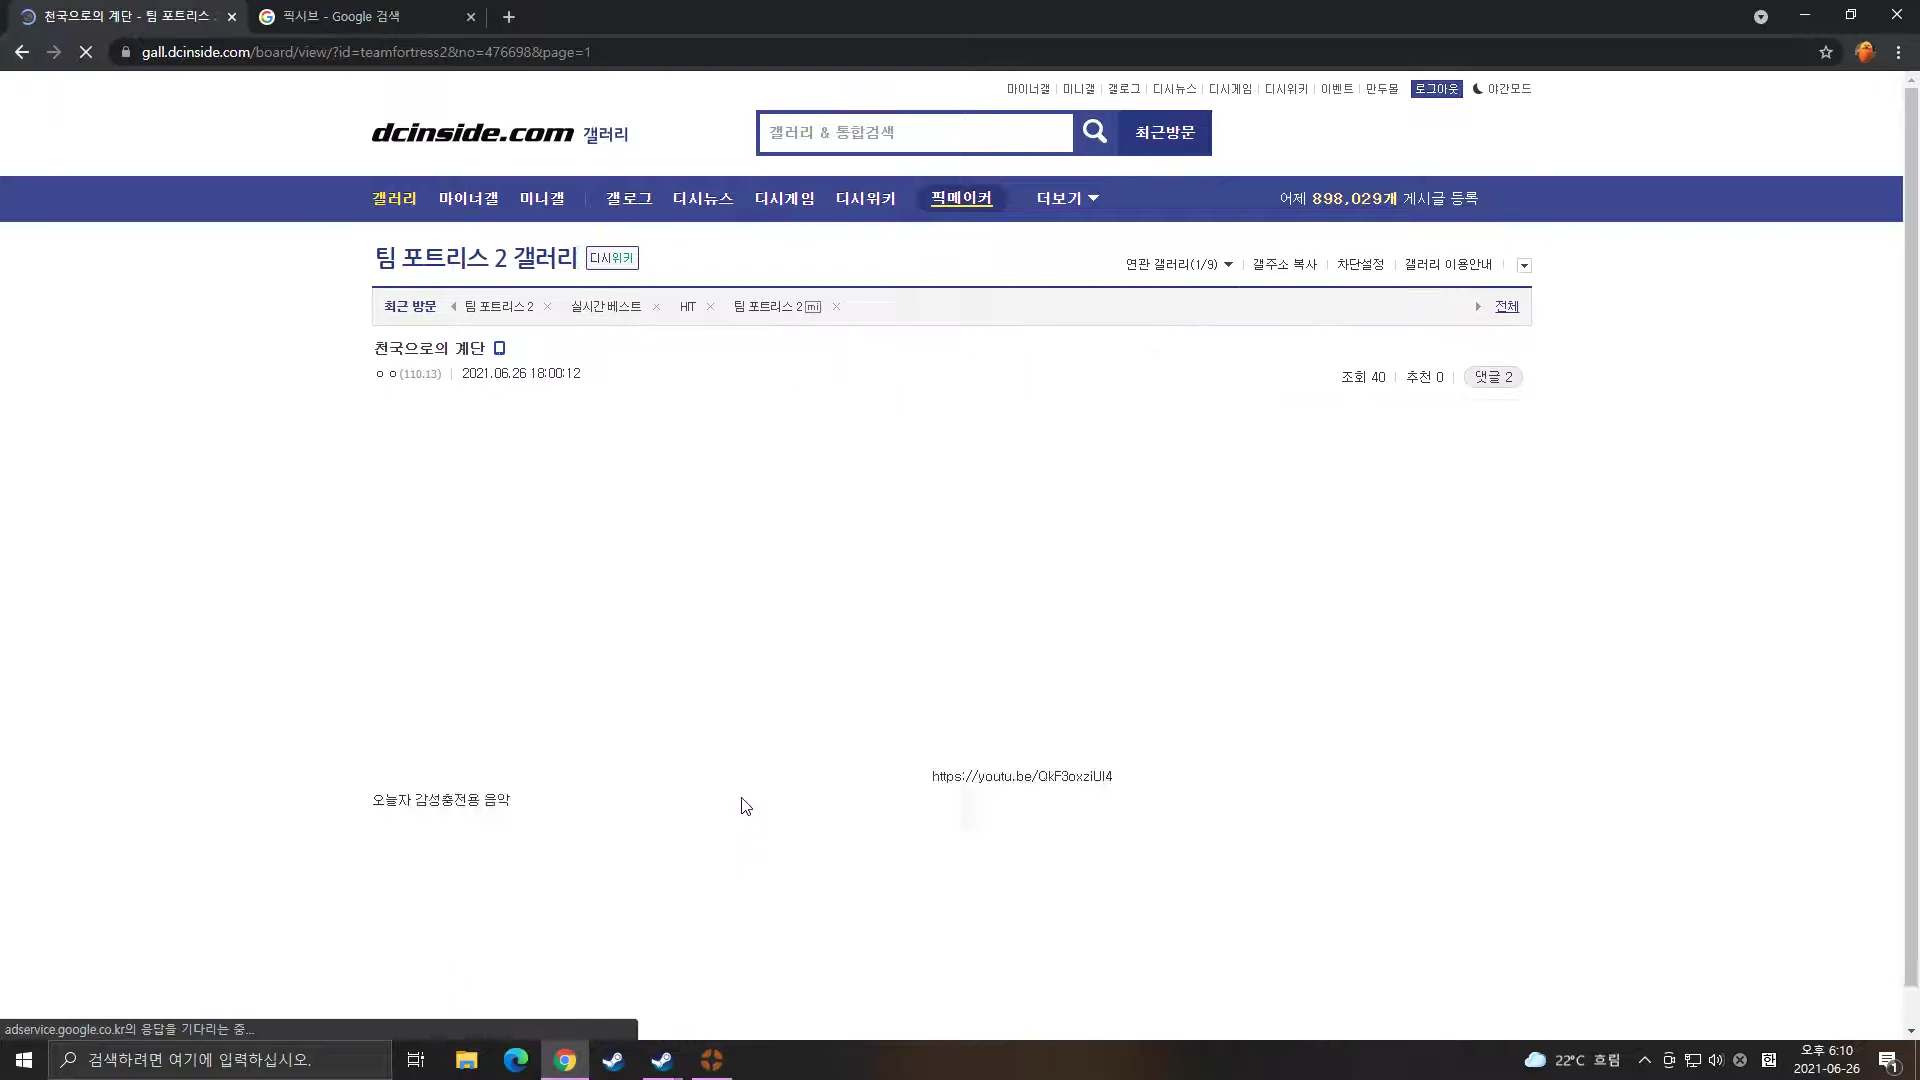 천국으로의 계단 - 팀 포트리스
픽시브 - Google 검색
gall.dcinside.com/board/view/?id=teamfortress2&no=476698&page=1
마이너갤 미니갤 갤로그 디시뉴스 디시게임 디시위키 이벤트 만두몰 로그아웃 야간모드
dcinside.com 갤러리
갤러리 & 통합검색
최근방문
갤러리 마이너갤 미니갤 갤로그 디시뉴스 디시게임 디시위키 픽메이커 더보기
어제 898,029개 게시글 등록
팀 포트리스 2 갤러리 디시위키
연관 갤러리(1/9) 갤주소 복사 차단설정 갤러리 이용안내
최근 방문 팀 포트리스 2 실시간 베스트 HIT 팀 포트리스 2 mi 전체
천국으로의 계단
ㅇㅇ(110.13) 2021.06.26 18:00:12
조회 40 추천 0 댓글 2
https://youtu.be/QkF3oxziUI4
오늘자 감성충전용 음악
adservice.google.co.kr의 응답을 기다리는 중...
검색하려면 여기에 입력하십시오.
22°C 흐림
한
오후 6:10
2021-06-26
1